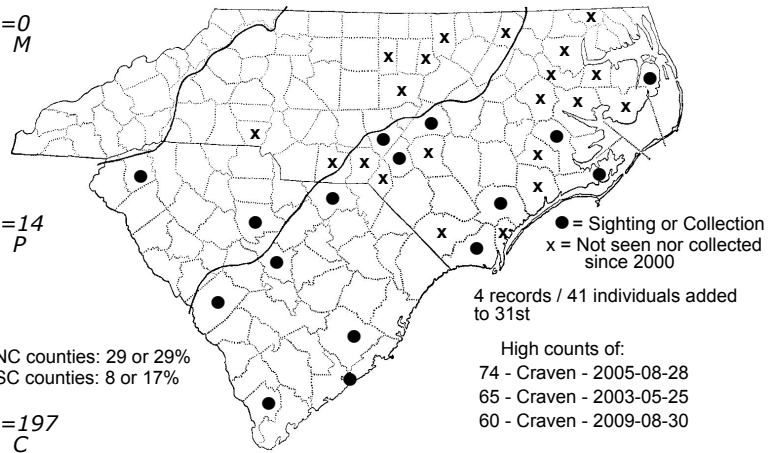 =0
M
=14
P
● = Sighting or Collection
x = Not seen nor collected
since 2000
4 records / 41 individuals added
to 31st
NC counties: 29 or 29%
SC counties: 8 or 17%
High counts of:
74 - Craven - 2005-08-28
65 - Craven - 2003-05-25
60 - Craven - 2009-08-30
=197
C